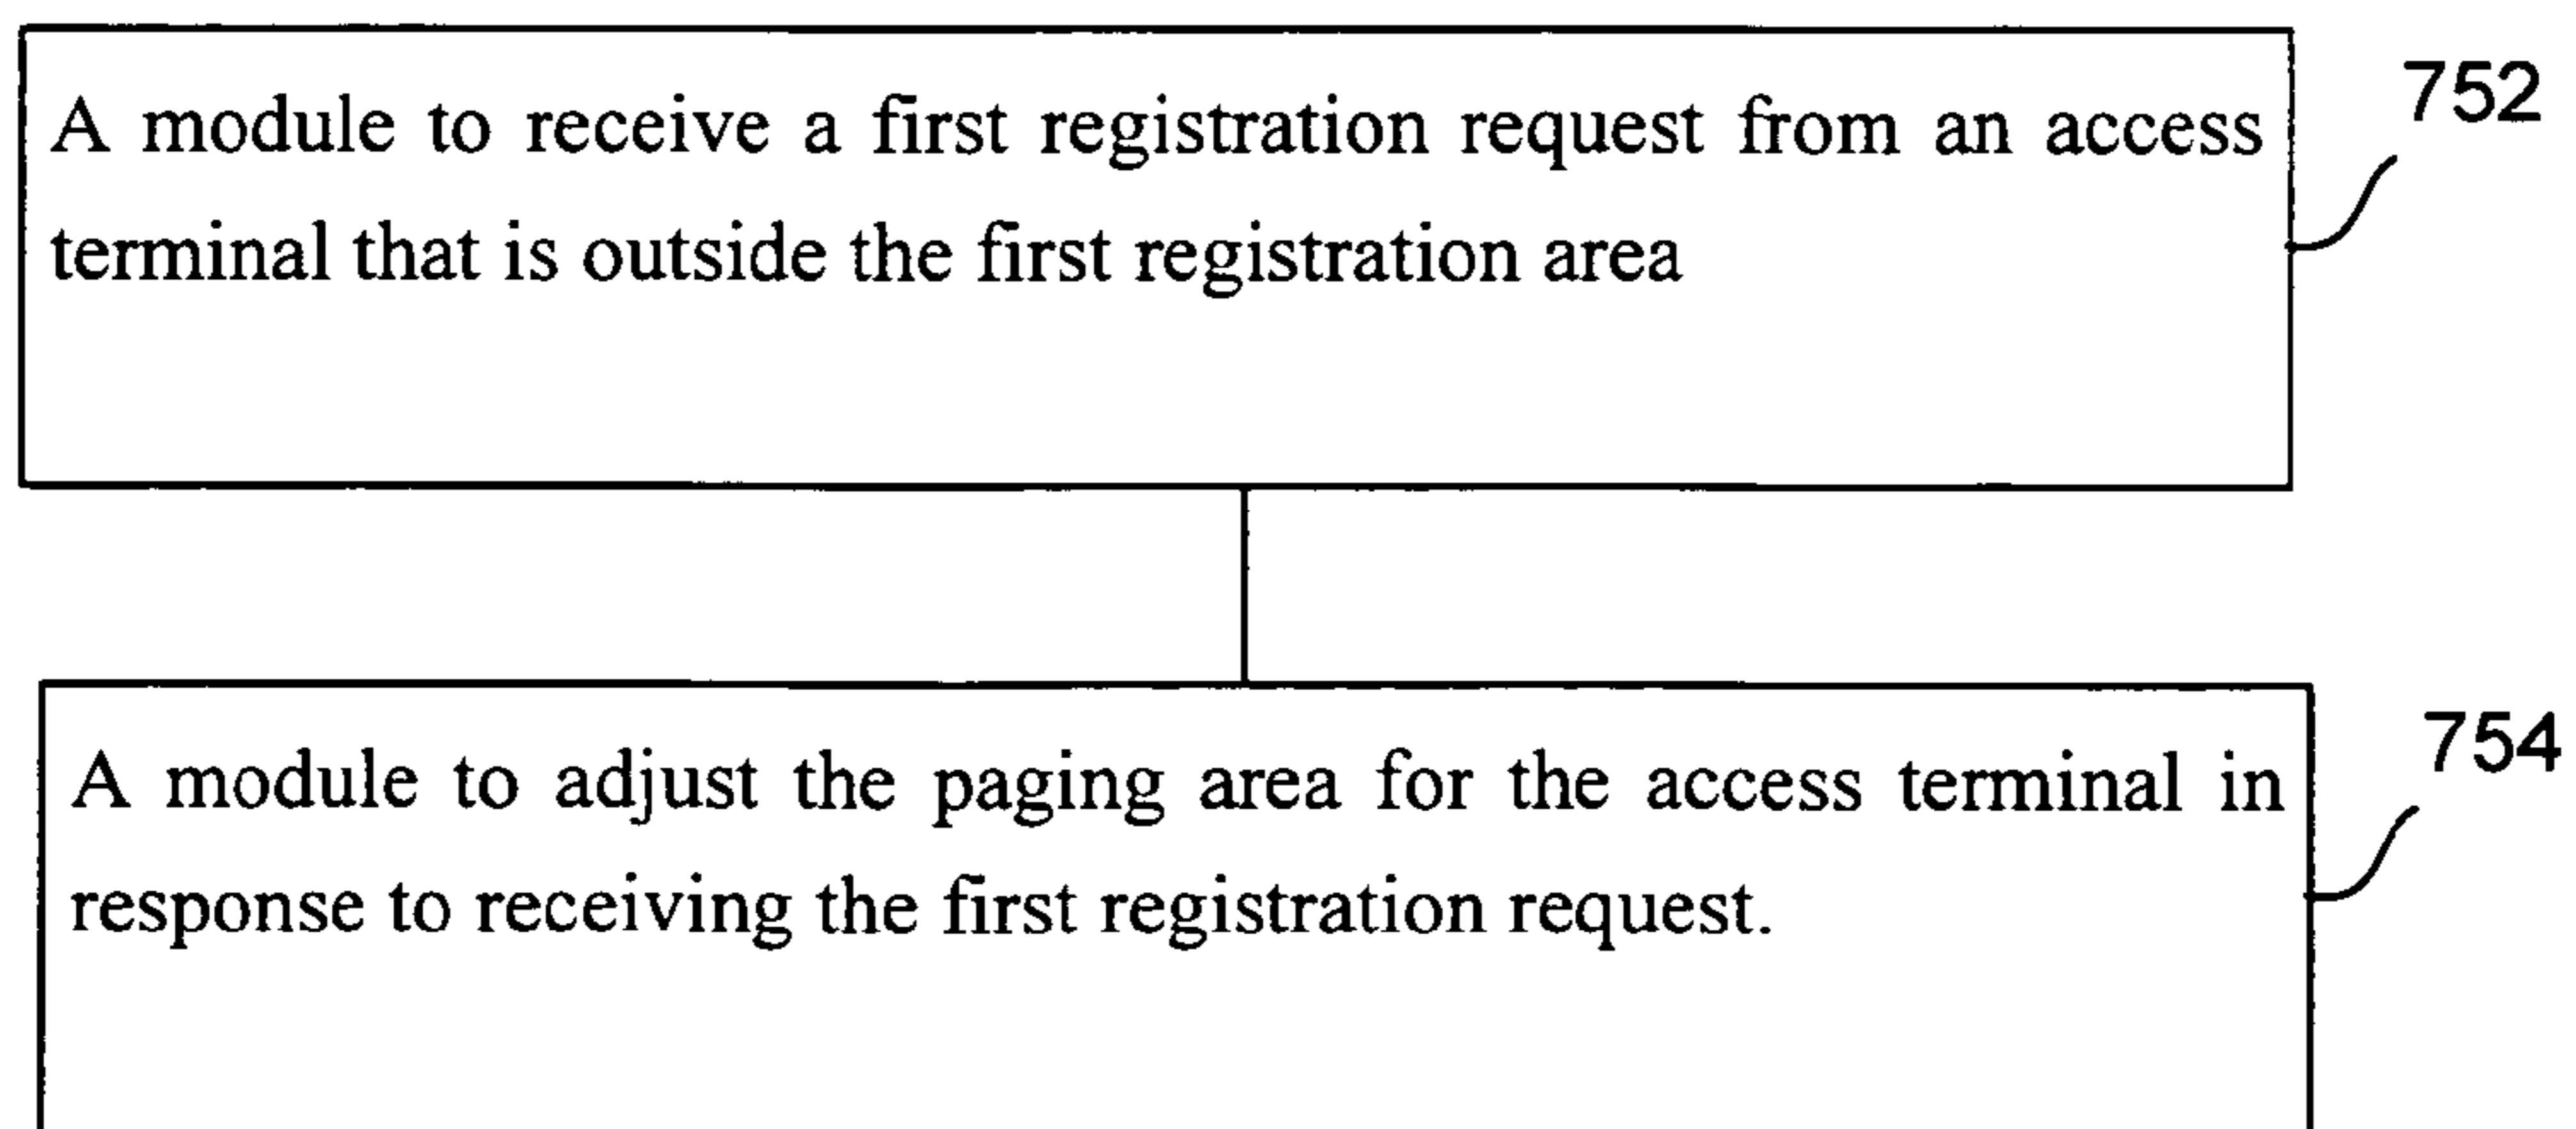 A module to receive a first registration request from an access
terminal that is outside the first registration area
752
A module to adjust the paging area for the access terminal in
response to receiving the first registration request.
754